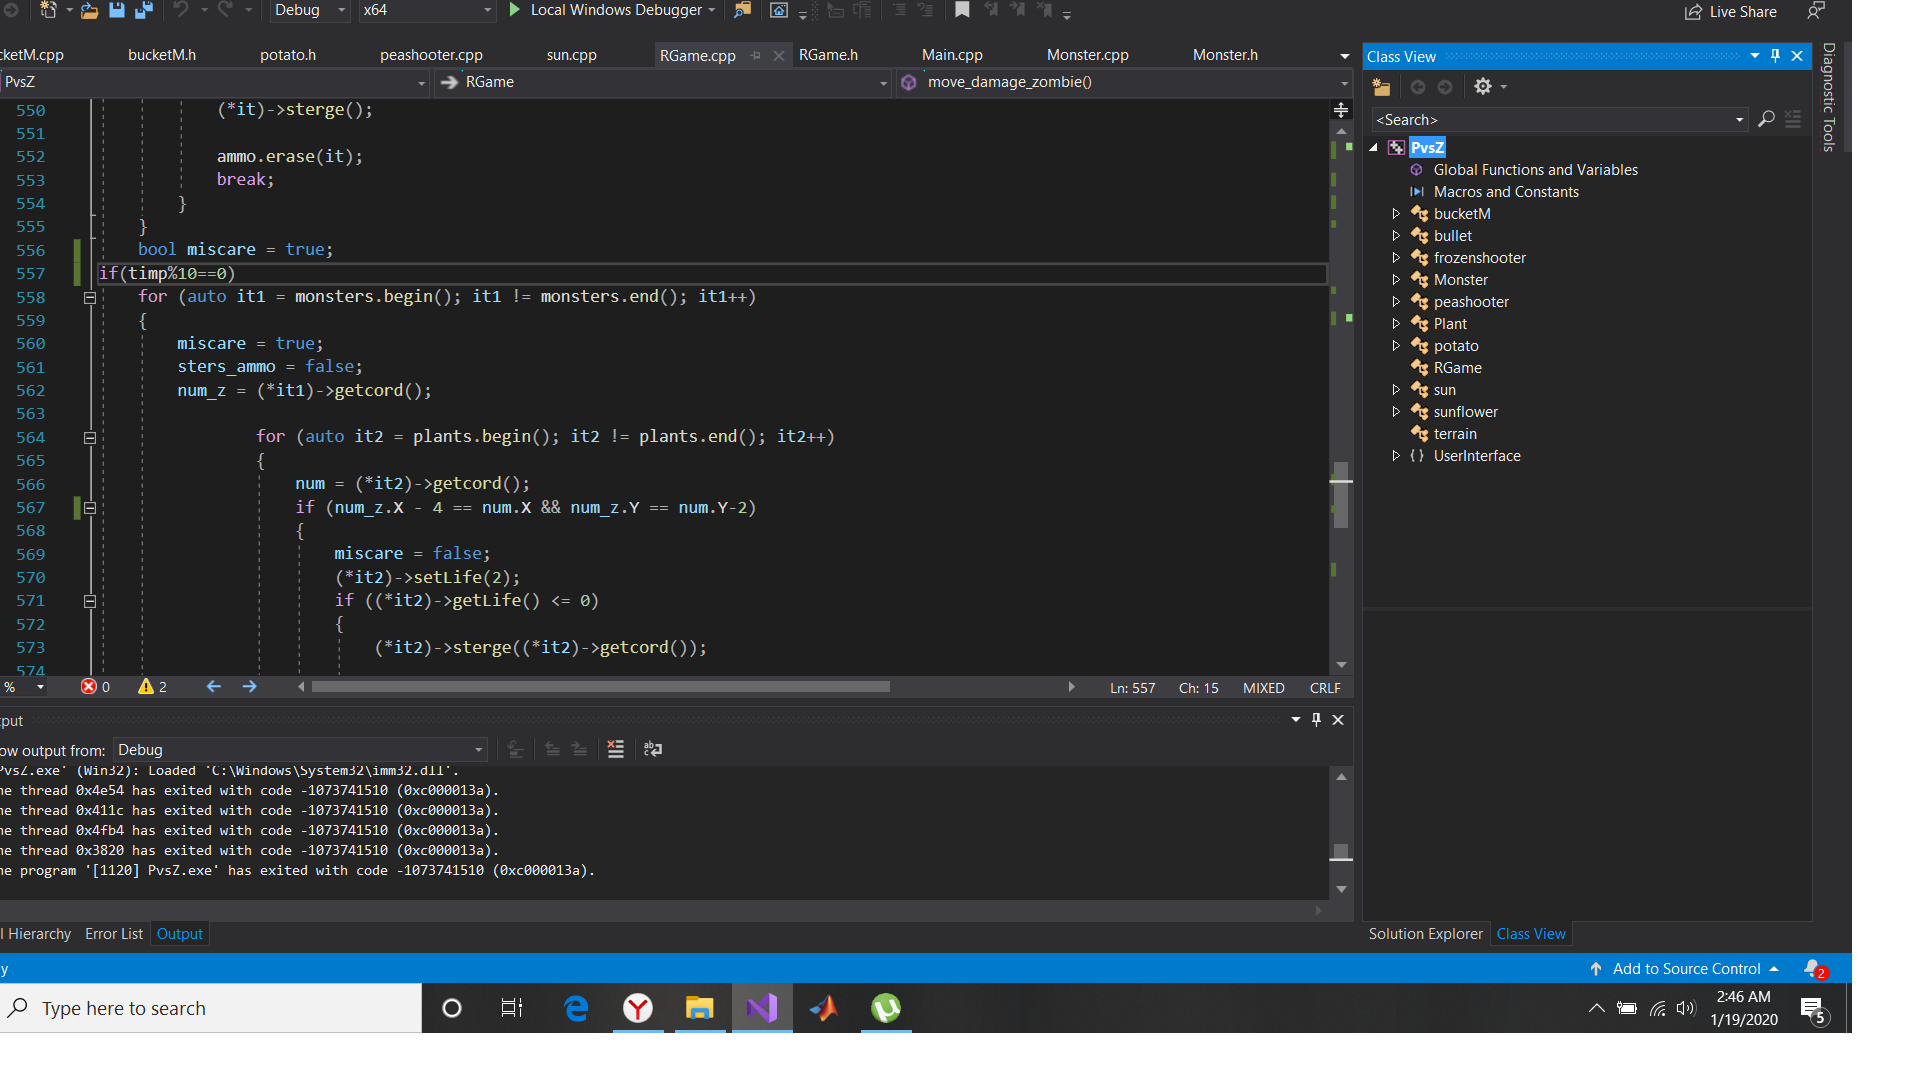 Debug x64 Local Windows Debugger Live Share
cketM.cpp bucketM.h potato.h peashooter.cpp sun.cpp RGame.cpp RGame.h Main.cpp Monster.cpp Monster.h
PvsZ RGame move_damage_zombie()
550 (*it)->sterge();
551
552 ammo.erase(it);
553 break;
554 }
555 }
556 bool miscare = true;
557 if(timp%10==0)
558 for (auto it1 = monsters.begin(); it1 != monsters.end(); it1++)
559 {
560 miscare = true;
561 sters_ammo = false;
562 num_z = (*it1)->getcord();
563
564 for (auto it2 = plants.begin(); it2 != plants.end(); it2++)
565 {
566 num = (*it2)->getcord();
567 if (num_z.X - 4 == num.X && num_z.Y == num.Y-2)
568 {
569 miscare = false;
570 (*it2)->setLife(2);
571 if ((*it2)->getLife() <= 0)
572 {
573 (*it2)->sterge((*it2)->getcord());
574
% 0 2 Ln: 557 Ch: 15 MIXED CRLF
put
ow output from: Debug
PvsZ.exe' (Win32): Loaded 'C:\Windows\System32\imm32.dll'.
he thread 0x4e54 has exited with code -1073741510 (0xc000013a).
he thread 0x411c has exited with code -1073741510 (0xc000013a).
he thread 0x4fb4 has exited with code -1073741510 (0xc000013a).
he thread 0x3820 has exited with code -1073741510 (0xc000013a).
he program '[1120] PvsZ.exe' has exited with code -1073741510 (0xc000013a).
l Hierarchy Error List Output
Class View
<Search>
PvsZ
Global Functions and Variables
Macros and Constants
bucketM
bullet
frozenshooter
Monster
peashooter
Plant
potato
RGame
sun
sunflower
terrain
UserInterface
Solution Explorer Class View
Diagnostic Tools
y Add to Source Control 2
Type here to search
2:46 AM
1/19/2020
5